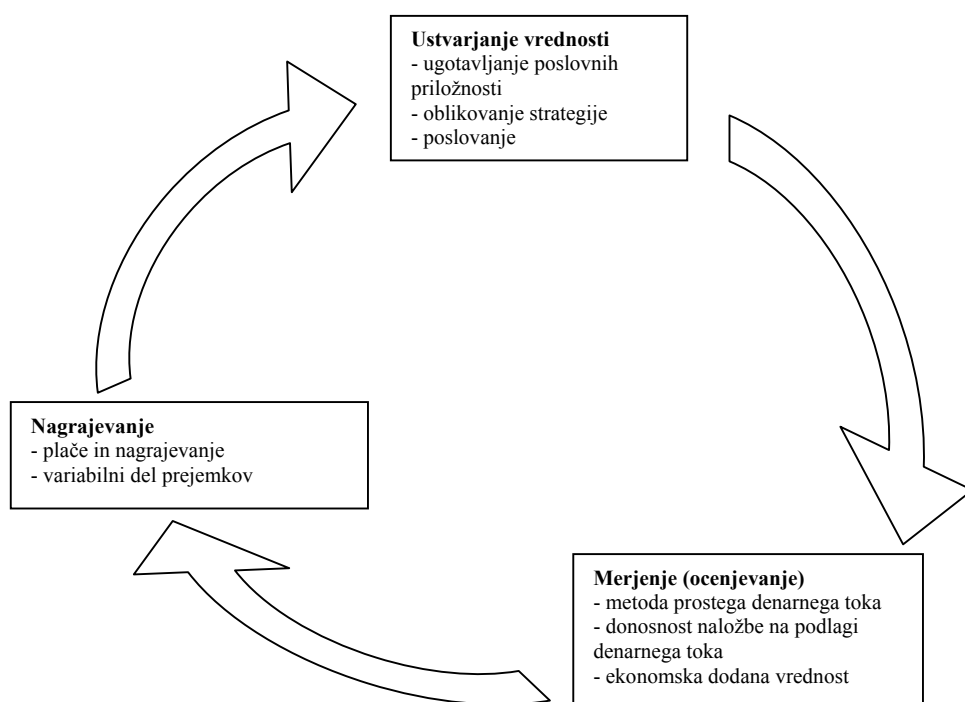 Ustvarjanje vrednosti
- ugotavljanje poslovnih
priložnosti
- oblikovanje strategije
- poslovanje
Nagrajevanje
- plače in nagrajevanje
- variabilni del prejemkov
Merjenje (ocenjevanje)
- metoda prostega denarnega toka
- donosnost naložbe na podlagi
denarnega toka
- ekonomska dodana vrednost